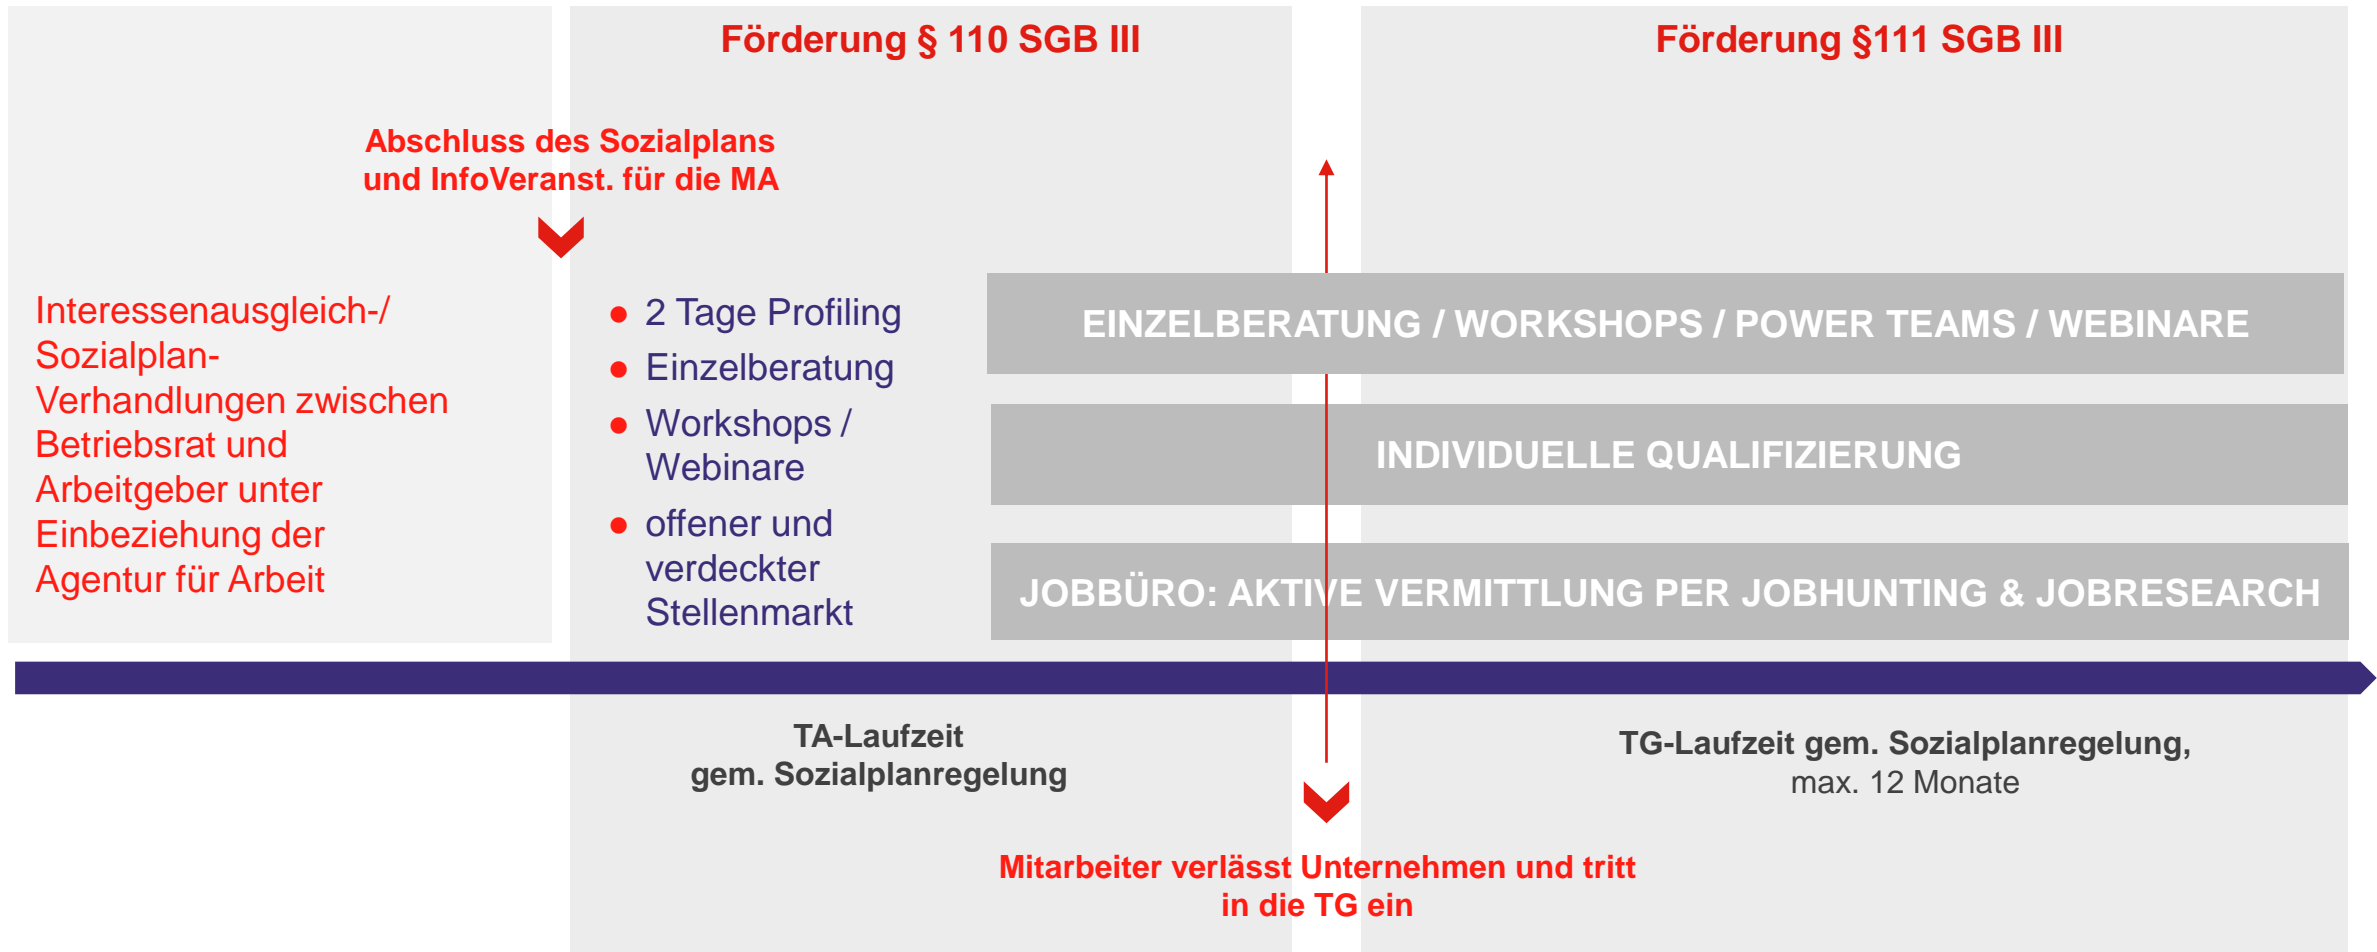 Förderung § 110 SGB III
Förderung §111 SGB III
Abschluss des Sozialplans
und InfoVeranst. für die MA
Interessenausgleich-/
Sozialplan-
Verhandlungen zwischen
Betriebsrat und
Arbeitgeber unter
Einbeziehung der
Agentur für Arbeit
● 2 Tage Profiling
● Einzelberatung
● Workshops /
Webinare
● offener und
verdeckter
Stellenmarkt
EINZELBERATUNG / WORKSHOPS / POWER TEAMS / WEBINARE
INDIVIDUELLE QUALIFIZIERUNG
JOBBÜRO: AKTIVE VERMITTLUNG PER JOBHUNTING & JOBRESEARCH
TA-Laufzeit
gem. Sozialplanregelung
TG-Laufzeit gem. Sozialplanregelung,
max. 12 Monate
Mitarbeiter verlässt Unternehmen und tritt
in die TG ein